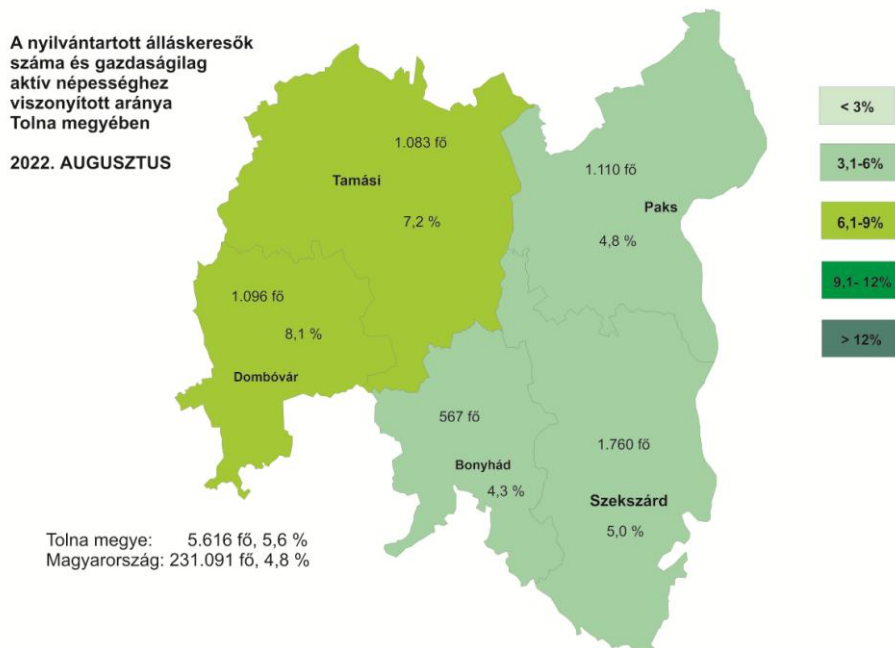 A nyilvántartott álláskeresők
száma és gazdaságilag
aktív népességhez
viszonyított aránya
Tolna megyében
2022. AUGUSZTUS
1.083 fő
Tamási
7,2 %
1.110 fő
Paks
4,8 %
1.096 fő
8,1 %
Dombóvár
567 fő
Bonyhád
4,3 %
1.760 fő
Szekszárd
5,0 %
< 3%
3,1-6%
6,1-9%
9,1- 12%
> 12%
Tolna megye: 5.616 fő, 5,6 %
Magyarország: 231.091 fő, 4,8 %